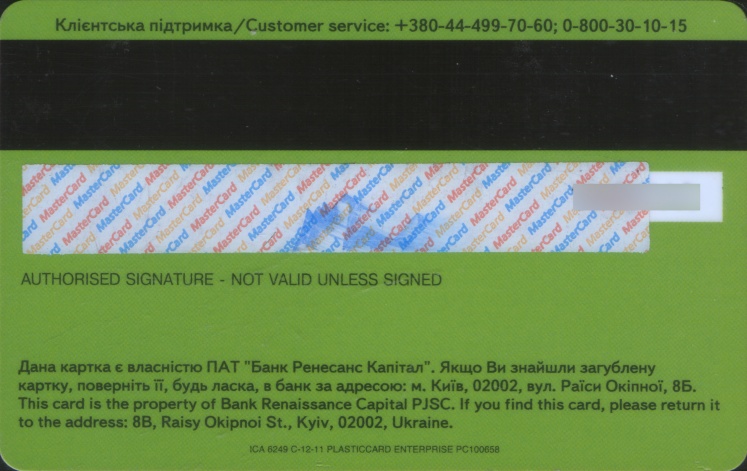 Клієнтська підтримка/Customer service: +380-44-499-70-60; 0-800-30-10-15
MasterCard
AUTHORISED SIGNATURE - NOT VALID UNLESS SIGNED
Дана картка є власністю ПАТ "Банк Ренесанс Капітал". Якщо Ви знайшли загублену
картку, поверніть її, будь ласка, в банк за адресою: м. Київ, 02002, вул. Раїси Окіпної, 8Б.
This card is the property of Bank Renaissance Capital PJSC. If you find this card, please return it
to the address: 8B, Raisy Okipnoi St., Kyiv, 02002, Ukraine.
ICA 6249 C-12-11 PLASTICCARD ENTERPRISE PC100658